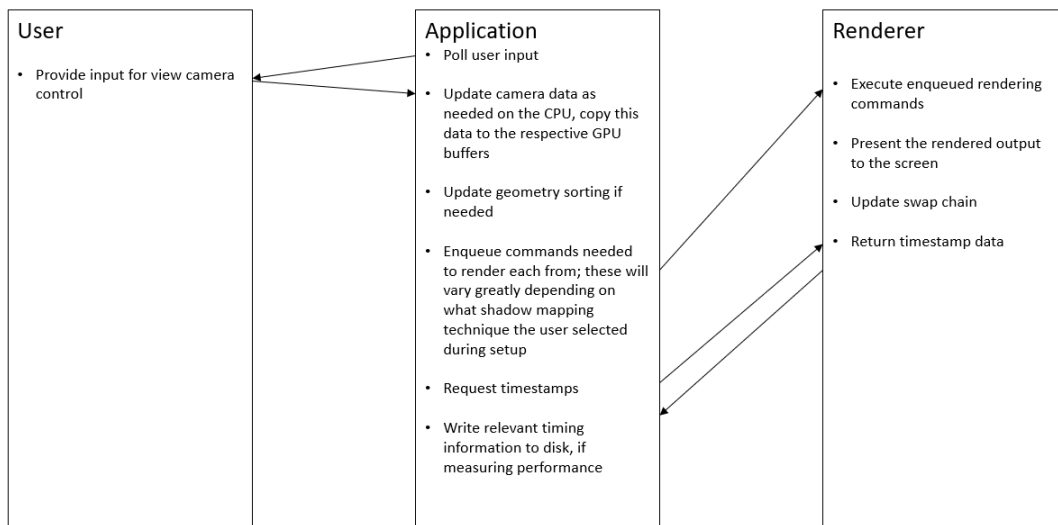 User
• Provide input for view camera
control
Application
• Poll user input
• Update camera data as
needed on the CPU, copy this
data to the respective GPU
buffers
• Update geometry sorting if
needed
• Enqueue commands needed
to render each from; these will
vary greatly depending on
what shadow mapping
technique the user selected
during setup
• Request timestamps
• Write relevant timing
information to disk, if
measuring performance
Renderer
• Execute enqueued rendering
commands
• Present the rendered output
to the screen
• Update swap chain
• Return timestamp data